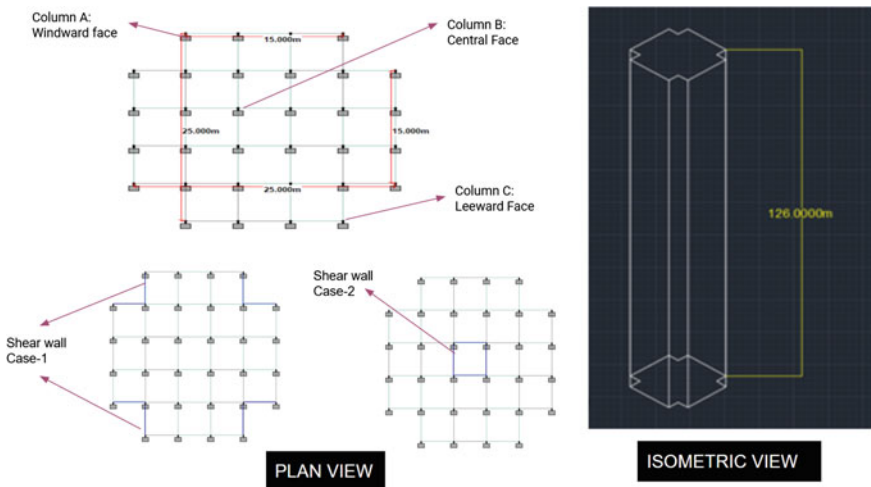 Column A:
Windward face
Column B:
Central Face
15.000m
25.000m
15.000m
25.000m
Column C:
Leeward Face
Shear wall
Case-1
Shear wall
Case-2
126.0000m
PLAN VIEW
ISOMETRIC VIEW